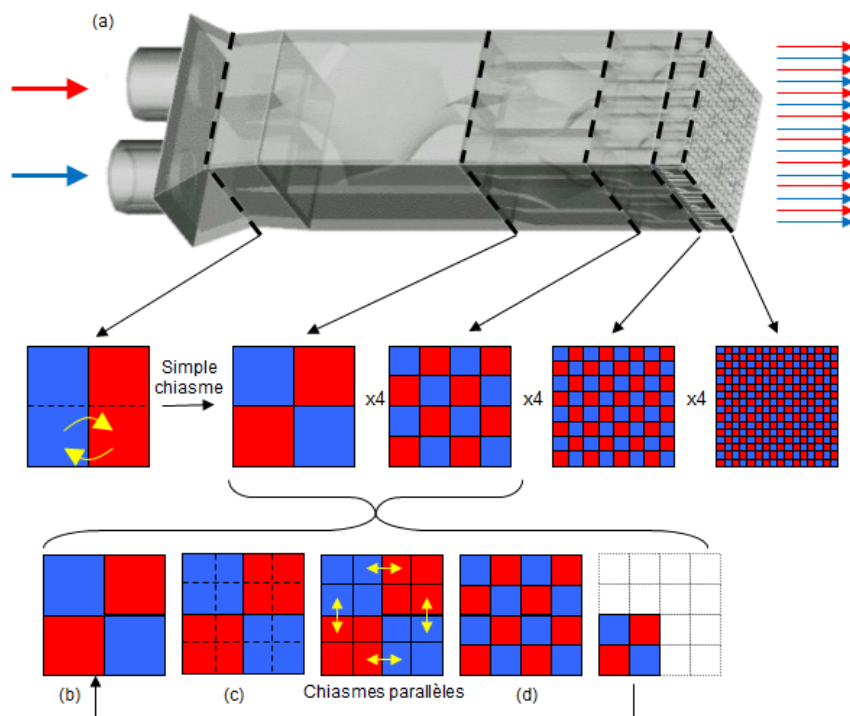 (a)
Simple
chiasme
x4
x4
x4
(b)
(c)
Chiasmes parallèles
(d)